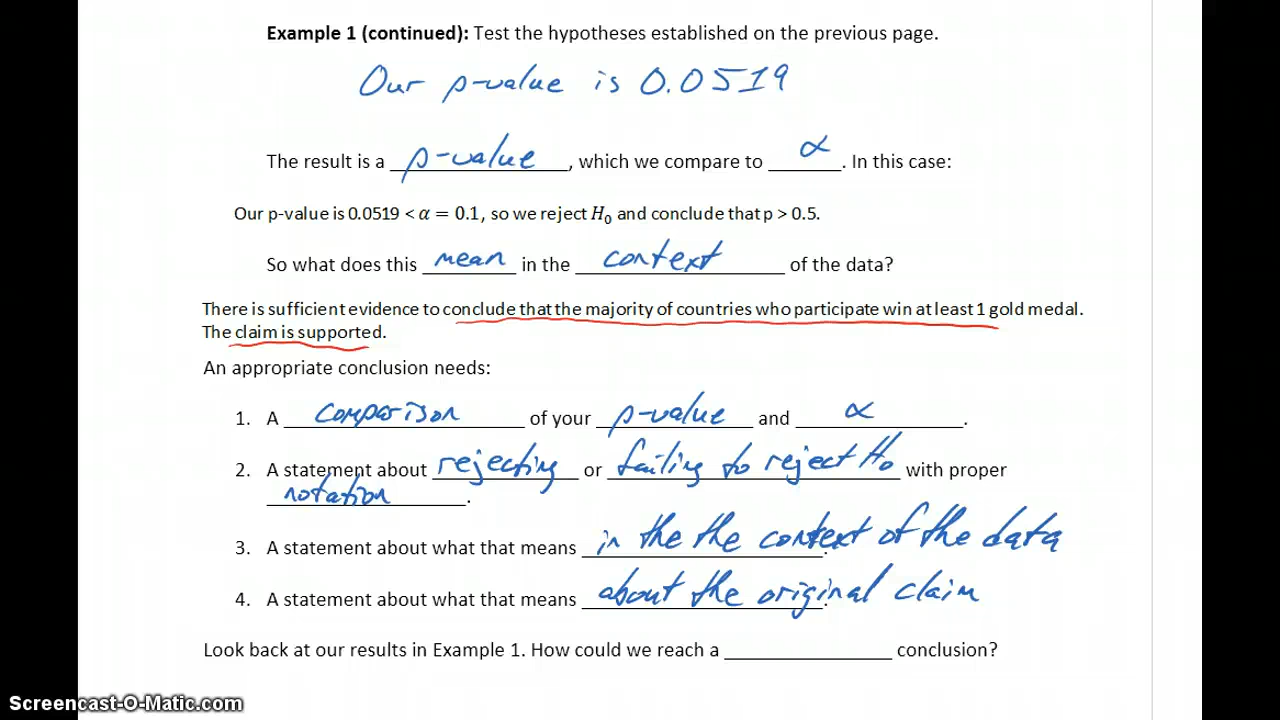 Example 1 (continued): Test the hypotheses established on the previous page.
Our p-value is 0.0519
The result is a p-value, which we compare to α. In this case:
Our p-value is 0.0519 < α = 0.1, so we reject H₀ and conclude that p > 0.5.
So what does this mean in the context of the data?
There is sufficient evidence to conclude that the majority of countries who participate win at least 1 gold medal.
The claim is supported.
An appropriate conclusion needs:
1. A comparison of your p-value and α.
2. A statement about rejecting or failing to reject H₀ with proper
notation.
3. A statement about what that means in the the context of the data.
4. A statement about what that means about the original claim.
Look back at our results in Example 1. How could we reach a ________ conclusion?
Screencast-O-Matic.com